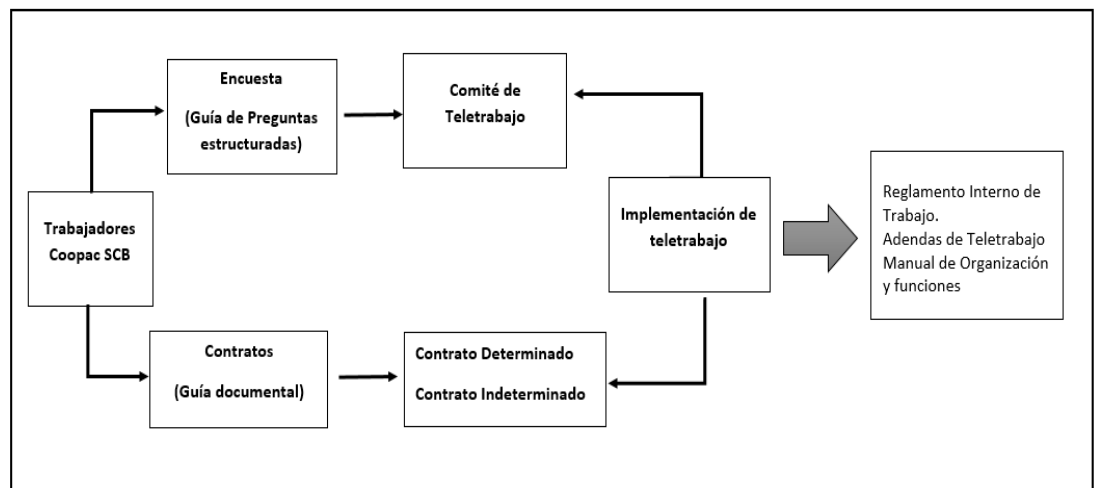 Encuesta
(Guía de Preguntas
estructuradas)
Comité de
Teletrabajo
Trabajadores
Coopac SCB
Implementación de
teletrabajo
Reglamento Interno de
Trabajo.
Adendas de Teletrabajo
Manual de Organización
y funciones
Contratos
(Guía documental)
Contrato Determinado
Contrato Indeterminado